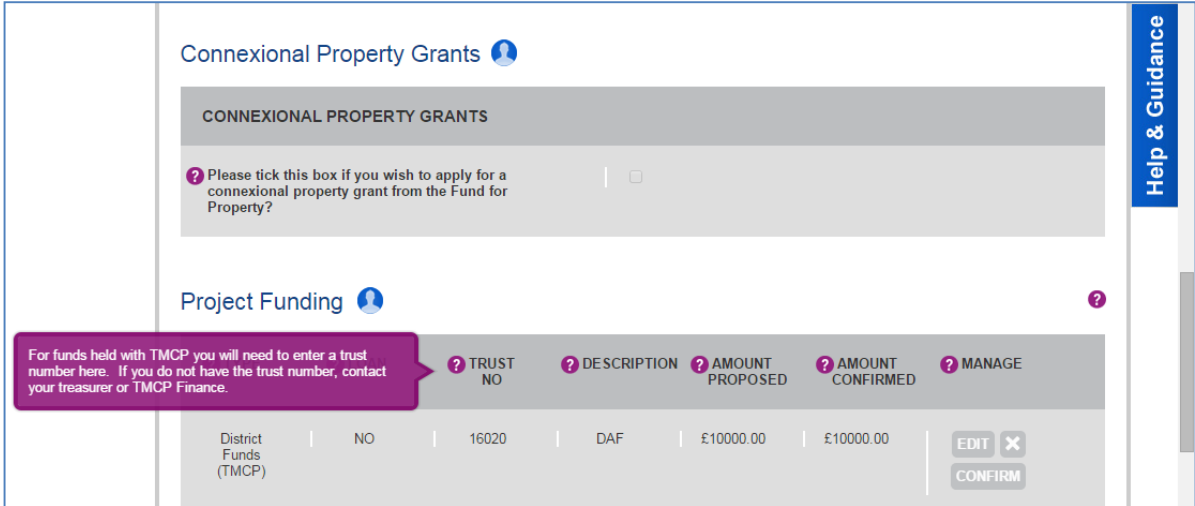 Connexional Property Grants
CONNEXIONAL PROPERTY GRANTS
? Please tick this box if you wish to apply for a
connexional property grant from the Fund for
Property?
Help & Guidance
Project Funding ?
For funds held with TMCP you will need to enter a trust
number here. If you do not have the trust number, contact
your treasurer or TMCP Finance.
? TRUST NO ? DESCRIPTION ? AMOUNT PROPOSED ? AMOUNT CONFIRMED ? MANAGE
District Funds (TMCP) NO 16020 DAF £10000.00 £10000.00 EDIT X
CONFIRM